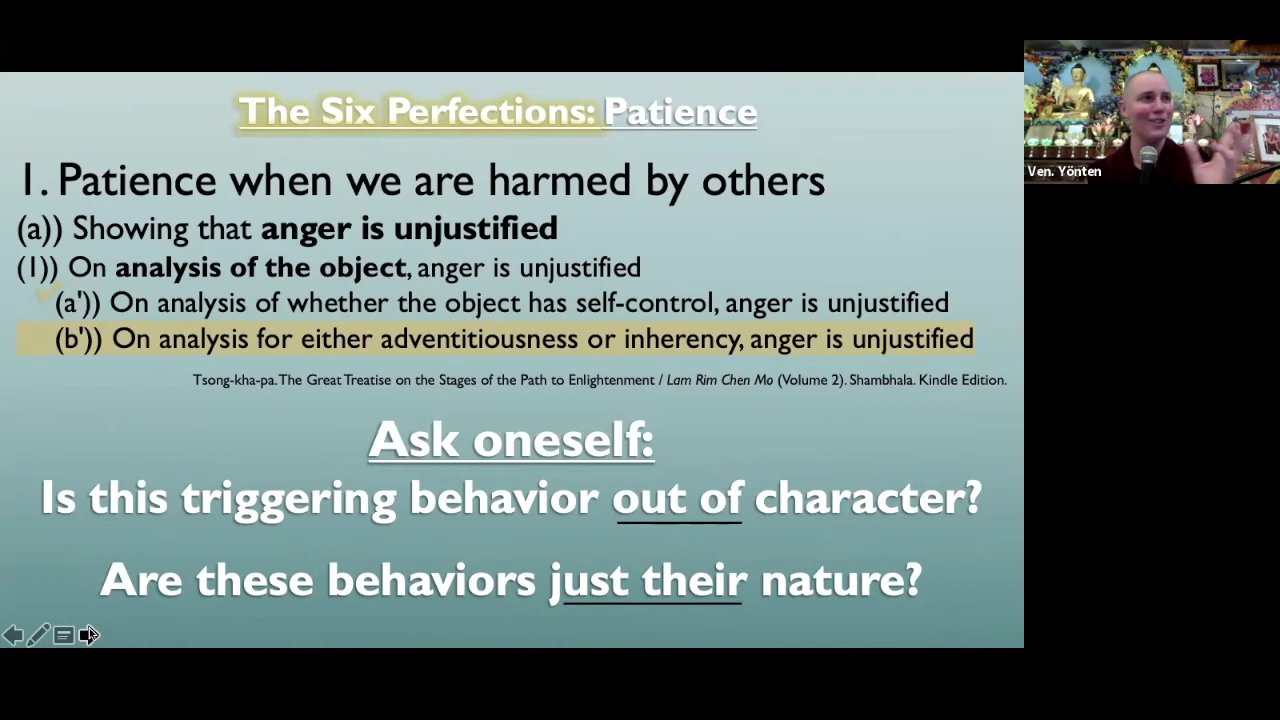 The Six Perfections: Patience
1. Patience when we are harmed by others
(a)) Showing that anger is unjustified
(1)) On analysis of the object, anger is unjustified
(a')) On analysis of whether the object has self-control, anger is unjustified
(b')) On analysis for either adventitiousness or inherency, anger is unjustified
Tsong-kha-pa. The Great Treatise on the Stages of the Path to Enlightenment / Lam Rim Chen Mo (Volume 2). Shambhala. Kindle Edition.
Ask oneself:
Is this triggering behavior out of character?
Are these behaviors just their nature?
Ven. Yönten